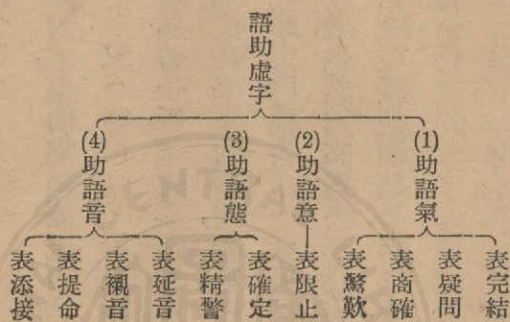 語助虛字
(1)助語氣
表完結
表疑問
表商確
表驚歎
(2)助語意
表限止
(3)助語態
表確定
表精警
(4)助語音
表延音
表襯音
表提命
表添接
CENTRA